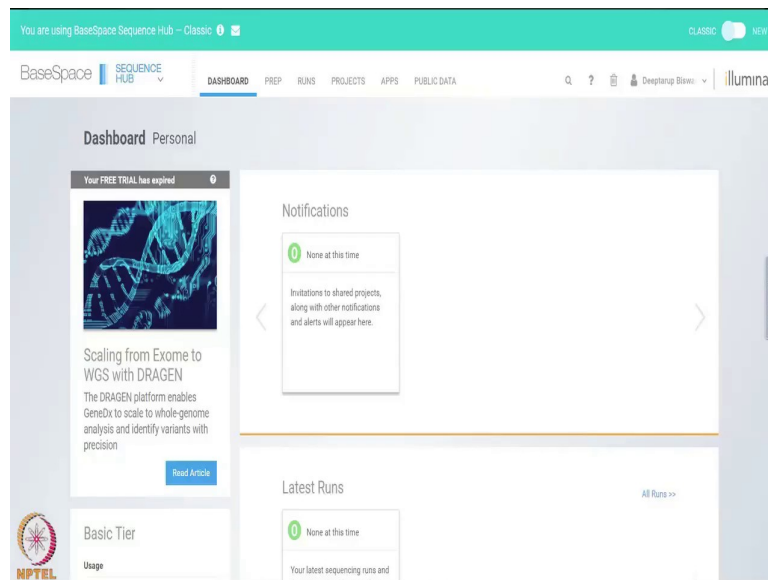 You are using BaseSpace Sequence Hub – Classic
CLASSIC NEW
BaseSpace SEQUENCE HUB
DASHBOARD PREP RUNS PROJECTS APPS PUBLIC DATA
? Deeptarup Biswa..
illumina
Dashboard Personal
Your FREE TRIAL has expired ?
Scaling from Exome to
WGS with DRAGEN
The DRAGEN platform enables
GeneDx to scale to whole-genome
analysis and identify variants with
precision
Read Article
Basic Tier
Usage
Notifications
0 None at this time
Invitations to shared projects,
along with other notifications
and alerts will appear here.
Latest Runs
All Runs >>
0 None at this time
Your latest sequencing runs and
NPTEL